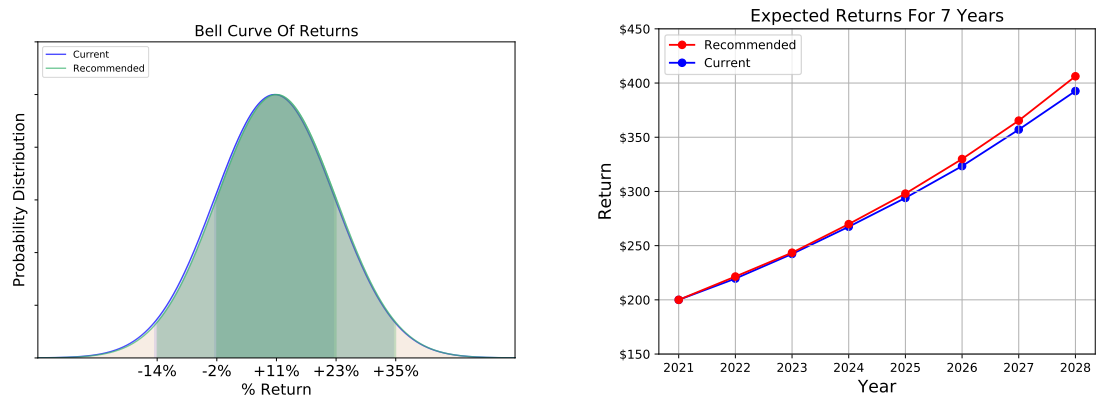 Bell Curve Of Returns
Current
Recommended
Probability Distribution
-14% -2% +11% +23% +35%
% Return
Expected Returns For 7 Years
Recommended
Current
$450
$400
$350
$300
$250
$200
$150
Return
2021 2022 2023 2024 2025 2026 2027 2028
Year